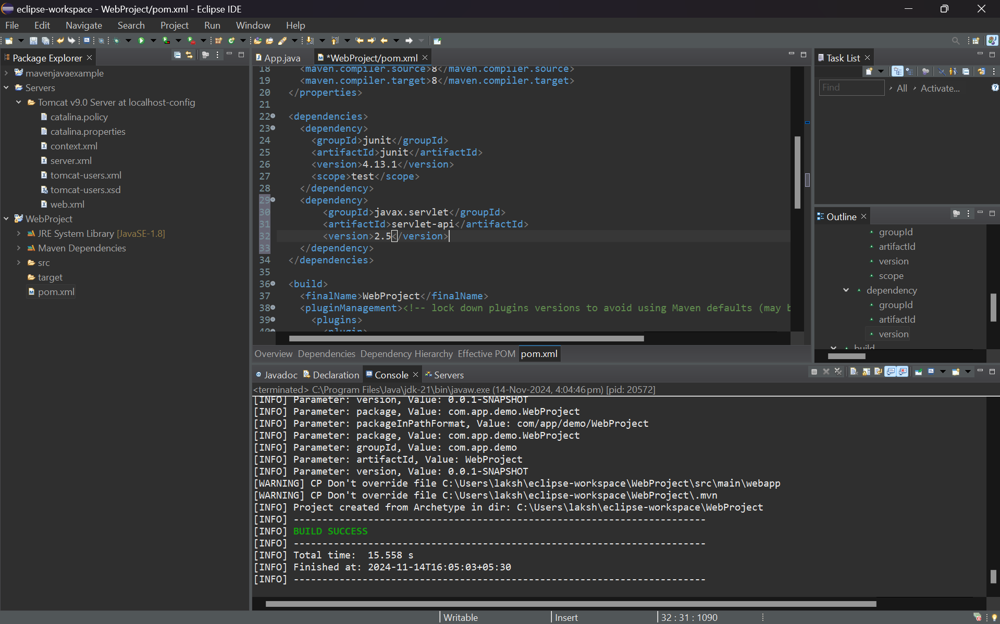 eclipse-workspace - WebProject/pom.xml - Eclipse IDE
File Edit Navigate Search Project Run Window Help
Package Explorer
mavenjavaexample
Servers
Tomcat v9.0 Server at localhost-config
catalina.policy
catalina.properties
context.xml
server.xml
tomcat-users.xml
tomcat-users.xsd
web.xml
WebProject
JRE System Library [JavaSE-1.8]
Maven Dependencies
src
target
pom.xml
App.java *WebProject/pom.xml
18 <maven.compiler.source>8</maven.compiler.source>
19 <maven.compiler.target>8</maven.compiler.target>
20 </properties>
21
22 <dependencies>
23 <dependency>
24 <groupId>junit</groupId>
25 <artifactId>junit</artifactId>
26 <version>4.13.1</version>
27 <scope>test</scope>
28 </dependency>
29 <dependency>
30 <groupId>javax.servlet</groupId>
31 <artifactId>servlet-api</artifactId>
32 <version>2.5</version>
33 </dependency>
34 </dependencies>
35
36 <build>
37 <finalName>WebProject</finalName>
38 <pluginManagement><!-- lock down plugins versions to avoid using Maven defaults (may b
39 <plugins>
40 <plugin>
Overview Dependencies Dependency Hierarchy Effective POM pom.xml
Task List
Find All Activate...
Outline
groupId
artifactId
version
scope
dependency
groupId
artifactId
version
build
Javadoc Declaration Console Servers
<terminated> C:\Program Files\Java\jdk-21\bin\javaw.exe (14-Nov-2024, 4:04:46 pm) [pid: 20572]
[INFO] Parameter: version, Value: 0.0.1-SNAPSHOT
[INFO] Parameter: package, Value: com.app.demo.WebProject
[INFO] Parameter: packageInPathFormat, Value: com/app/demo/WebProject
[INFO] Parameter: package, Value: com.app.demo.WebProject
[INFO] Parameter: groupId, Value: com.app.demo
[INFO] Parameter: artifactId, Value: WebProject
[INFO] Parameter: version, Value: 0.0.1-SNAPSHOT
[WARNING] CP Don't override file C:\Users\laksh\eclipse-workspace\WebProject\src\main\webapp
[WARNING] CP Don't override file C:\Users\laksh\eclipse-workspace\WebProject\.mvn
[INFO] Project created from Archetype in dir: C:\Users\laksh\eclipse-workspace\WebProject
[INFO] ------------------------------------------------------------------------
[INFO] BUILD SUCCESS
[INFO] ------------------------------------------------------------------------
[INFO] Total time:  15.558 s
[INFO] Finished at: 2024-11-14T16:05:03+05:30
[INFO] ------------------------------------------------------------------------
Writable Insert 32 : 31 : 1090